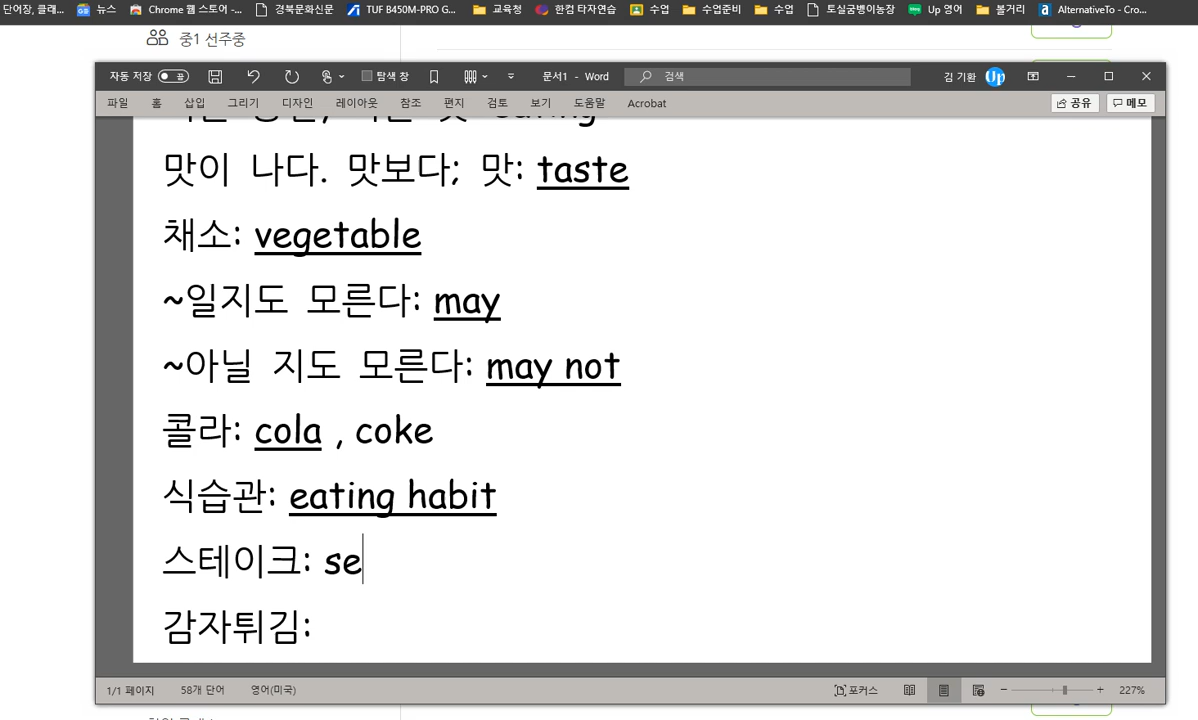 단어장, 클래... 뉴스 Chrome 웹 스토어 -... 경북문화신문 TUF B450M-PRO G... 교육청 한컴 타자연습 수업 수업준비 수업 토실궁뱅이농장 Up 영어 볼거리 AlternativeTo - Cro...
중1 선주중
자동 저장 끔 탐색 창 문서1 - Word 검색 김 기환 Up
파일 홈 삽입 그리기 디자인 레이아웃 참조 편지 검토 보기 도움말 Acrobat 공유 메모
eating
맛이 나다. 맛보다; 맛: taste
채소: vegetable
~일지도 모른다: may
~아닐 지도 모른다: may not
콜라: cola , coke
식습관: eating habit
스테이크: se
감자튀김:
1/1 페이지 58개 단어 영어(미국) 포커스 227%